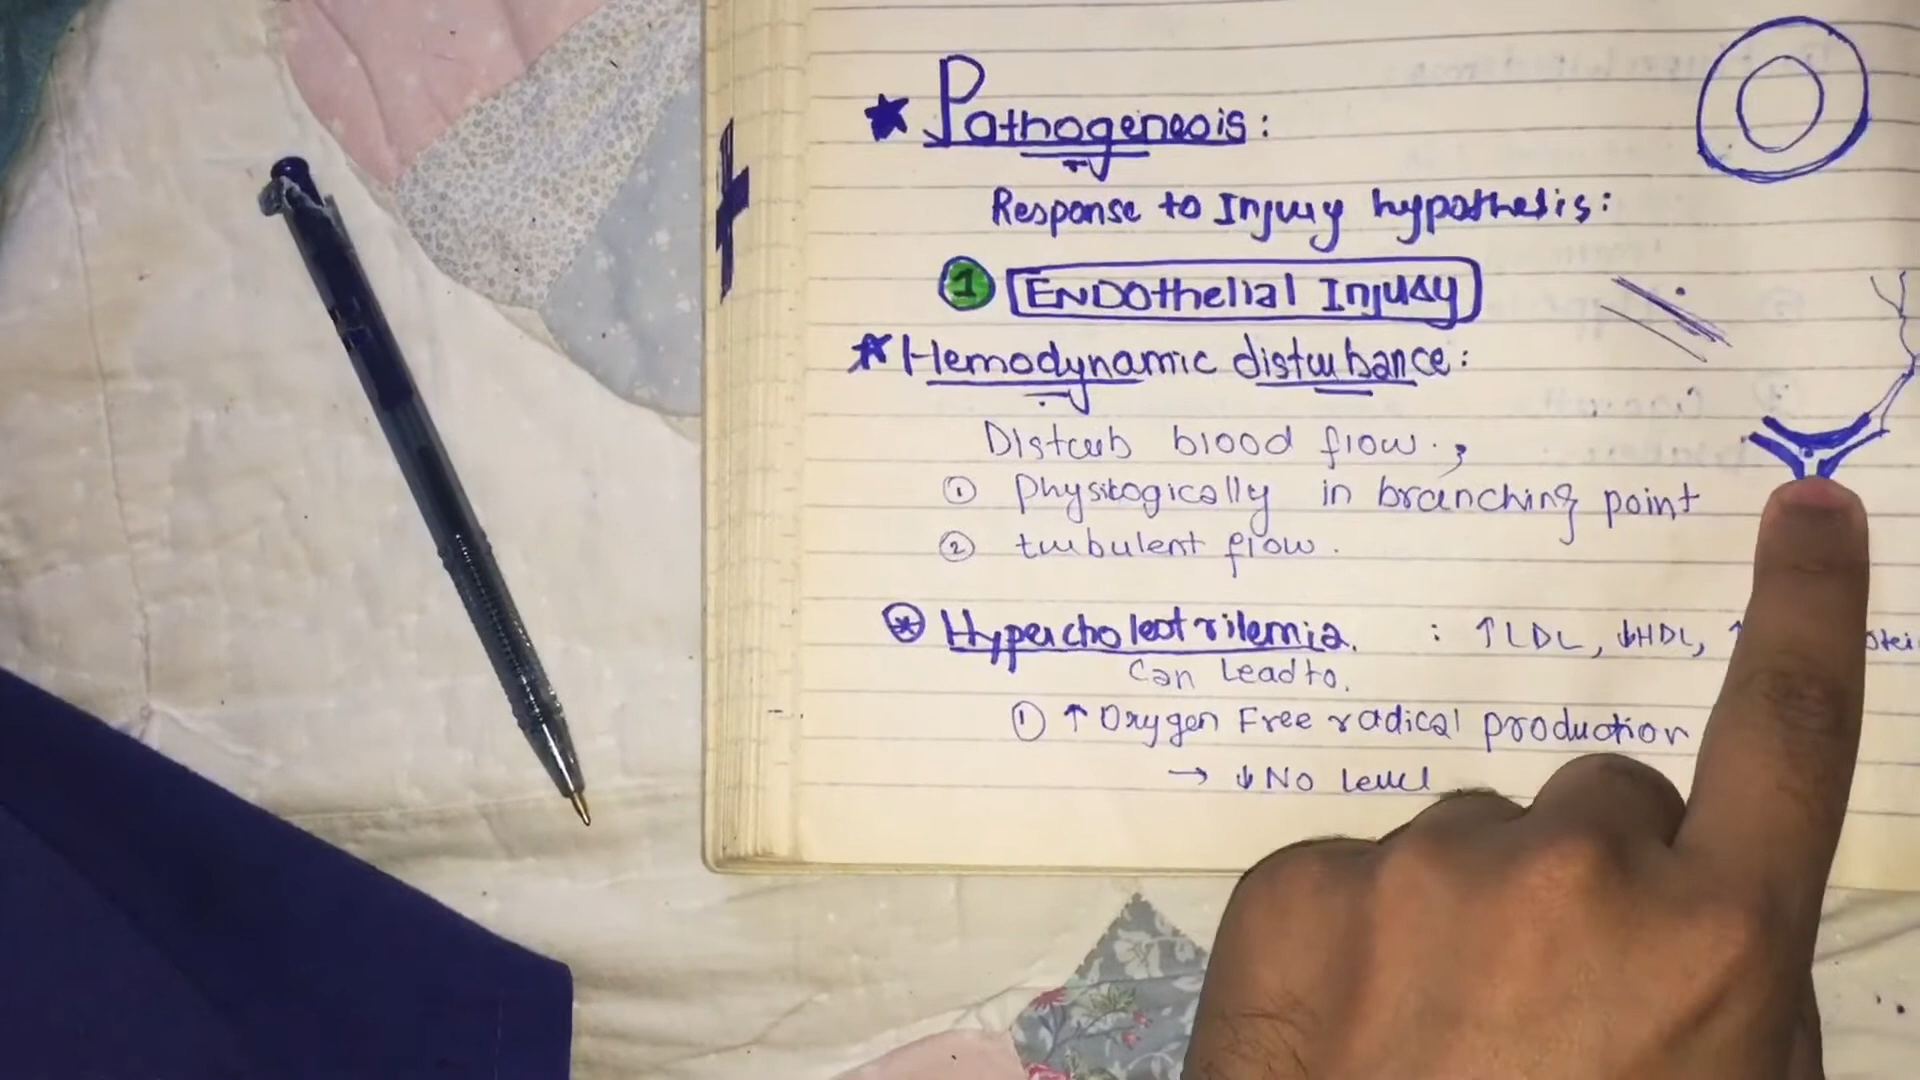 ★ Pathogenesis:
Response to Injury hypothesis:
1 ENDOthelial Injury
★ Hemodynamic disturbance:
Disturb blood flow.;
① Physiologically in branching point
② turbulent flow.
⊛ Hypercholestrilemia. : ↑LDL, ↓HDL, ↑
Can Lead to.
① ↑ Oxygen Free radical production
→ ↓ No level